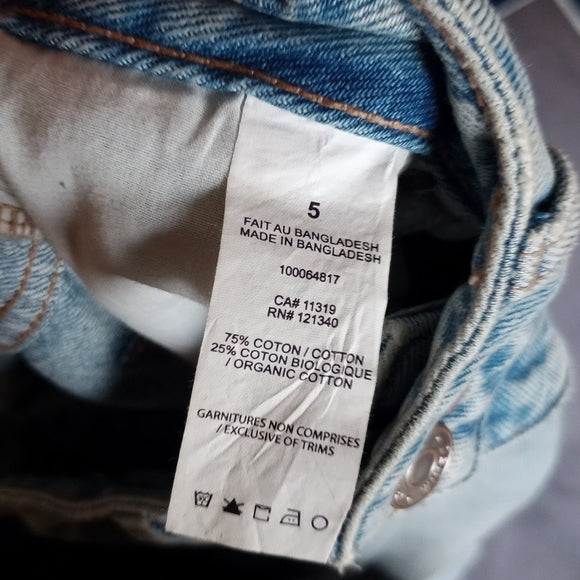 5
FAIT AU BANGLADESH
MADE IN BANGLADESH
100064817
CA# 11319
RN# 121340
75% COTON / COTTON
25% COTON BIOLOGIQUE
/ ORGANIC COTTON
GARNITURES NON COMPRISES
/ EXCLUSIVE OF TRIMS